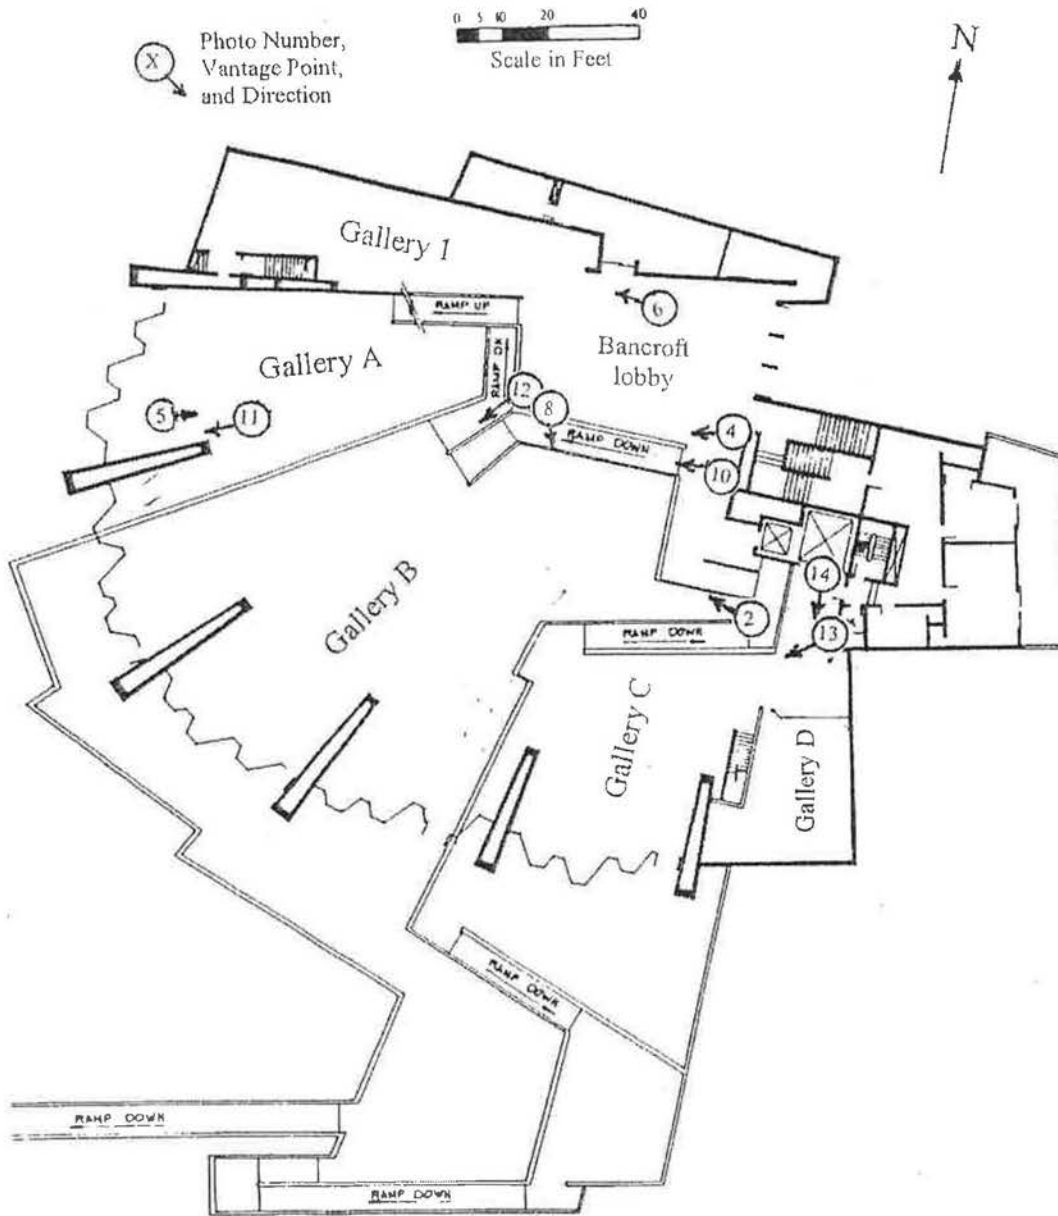 0 5 10 20 40
Scale in Feet
X
Photo Number,
Vantage Point,
and Direction
N
Gallery 1
RAMP UP
6
Bancroft
lobby
Gallery A
RAMP DN
12
8
5
11
4
RAMP DOWN
10
14
Gallery B
2
13
RAMP DOWN
Gallery C
Gallery D
RAMP DOWN
RAMP DOWN
RAMP DOWN